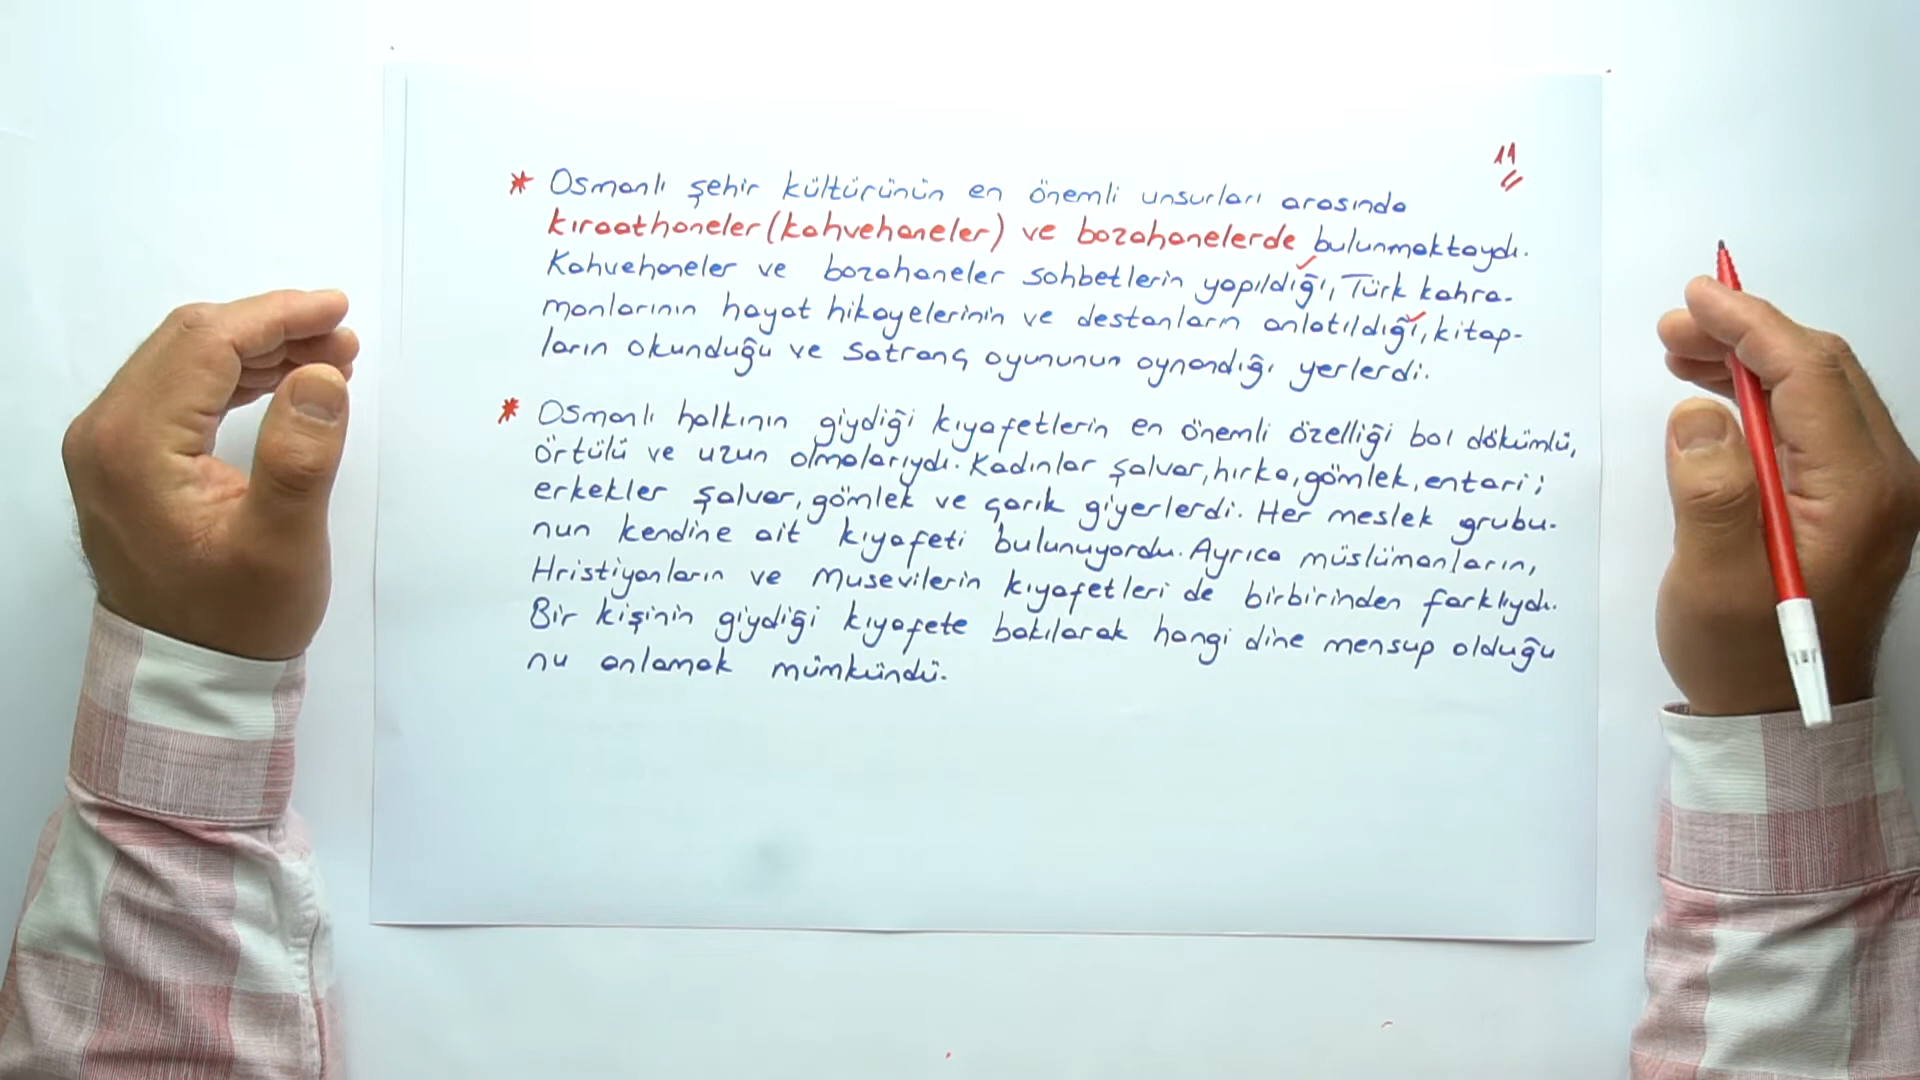 11
* Osmanlı şehir kültürünün en önemli unsurları arasında
kıraathaneler (kahvehaneler) ve bozahanelerde bulunmaktaydı.
Kahvehaneler ve bozahaneler sohbetlerin yapıldığı, Türk kahra-
manlarının hayat hikayelerinin ve destanların anlatıldığı, kitap-
ların okunduğu ve satranç oyununun oynandığı yerlerdi.
* Osmanlı halkının giydiği kıyafetlerin en önemli özelliği bol dökümlü,
örtülü ve uzun olmalarıydı. Kadınlar şalvar, hırka, gömlek, entari;
erkekler şalvar, gömlek ve çarık giyerlerdi. Her meslek grubu-
nun kendine ait kıyafeti bulunuyordu. Ayrıca müslümanların,
Hristiyanların ve Musevilerin kıyafetleri de birbirinden farklıydı.
Bir kişinin giydiği kıyafete bakılarak hangi dine mensup olduğu
nu anlamak mümkündü.